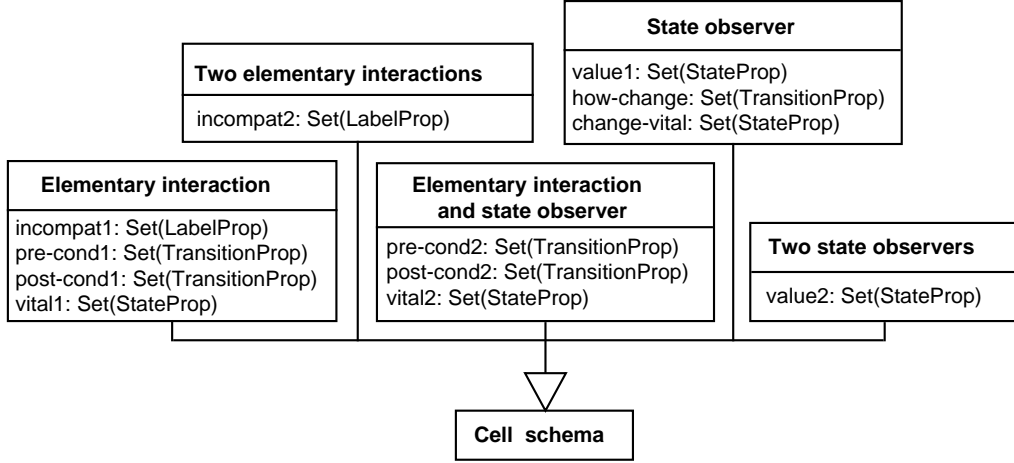 State observer
value1: Set(StateProp)
how-change: Set(TransitionProp)
change-vital: Set(StateProp)
Two elementary interactions
incompat2: Set(LabelProp)
Elementary interaction
incompat1: Set(LabelProp)
pre-cond1: Set(TransitionProp)
post-cond1: Set(TransitionProp)
vital1: Set(StateProp)
Elementary interaction
and state observer
pre-cond2: Set(TransitionProp)
post-cond2: Set(TransitionProp)
vital2: Set(StateProp)
Two state observers
value2: Set(StateProp)
Cell schema